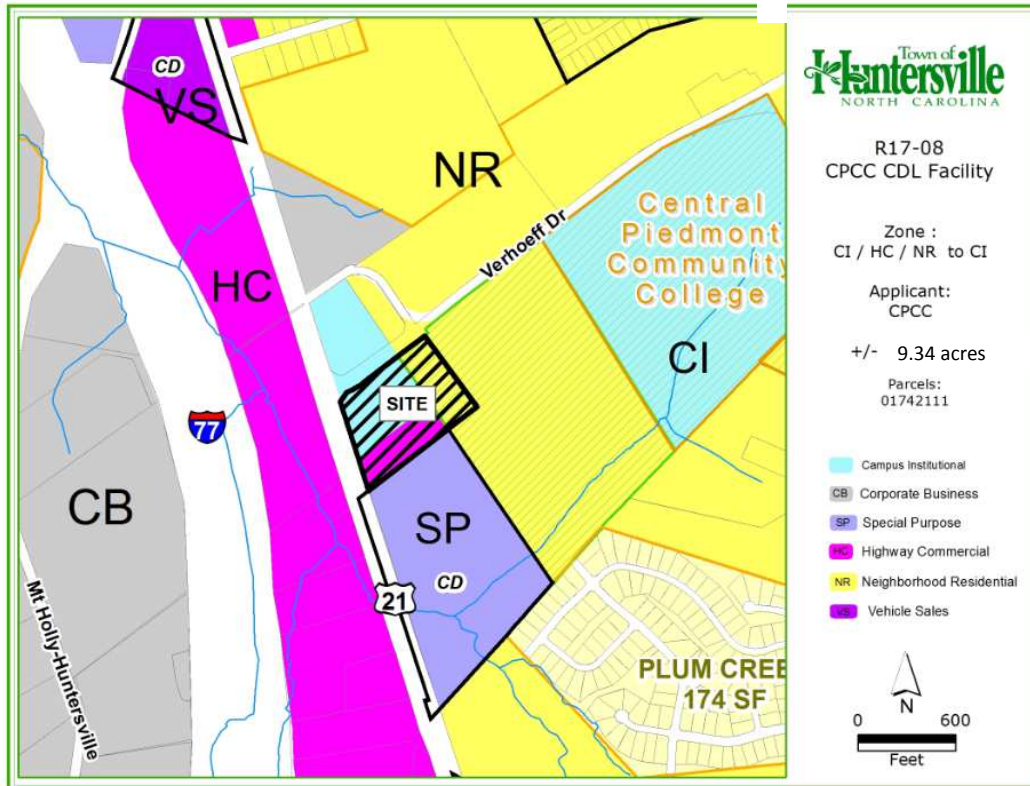 CD
VS
NR
HC
Verhoeff Dr
Central
Piedmont
Community
College
CI
SITE
77
CB
SP
CD
21
Mt Holly-Huntersville
PLUM CREE
174 SF
Town of
Huntersville
NORTH CAROLINA
R17-08
CPCC CDL Facility
Zone :
CI / HC / NR to CI
Applicant:
CPCC
+/- 9.34 acres
Parcels:
01742111
Campus Institutional
CB Corporate Business
SP Special Purpose
HC Highway Commercial
NR Neighborhood Residential
VS Vehicle Sales
N
0 600
Feet